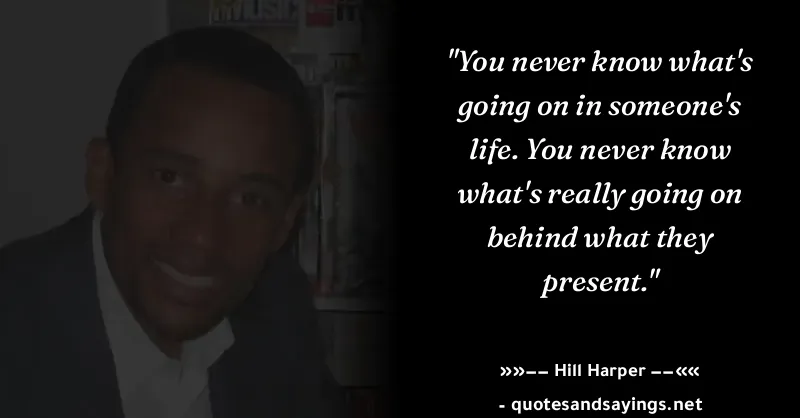 "You never know what's
going on in someone's
life. You never know
what's really going on
behind what they
present."
»»−− Hill Harper −−««
- quotesandsayings.net